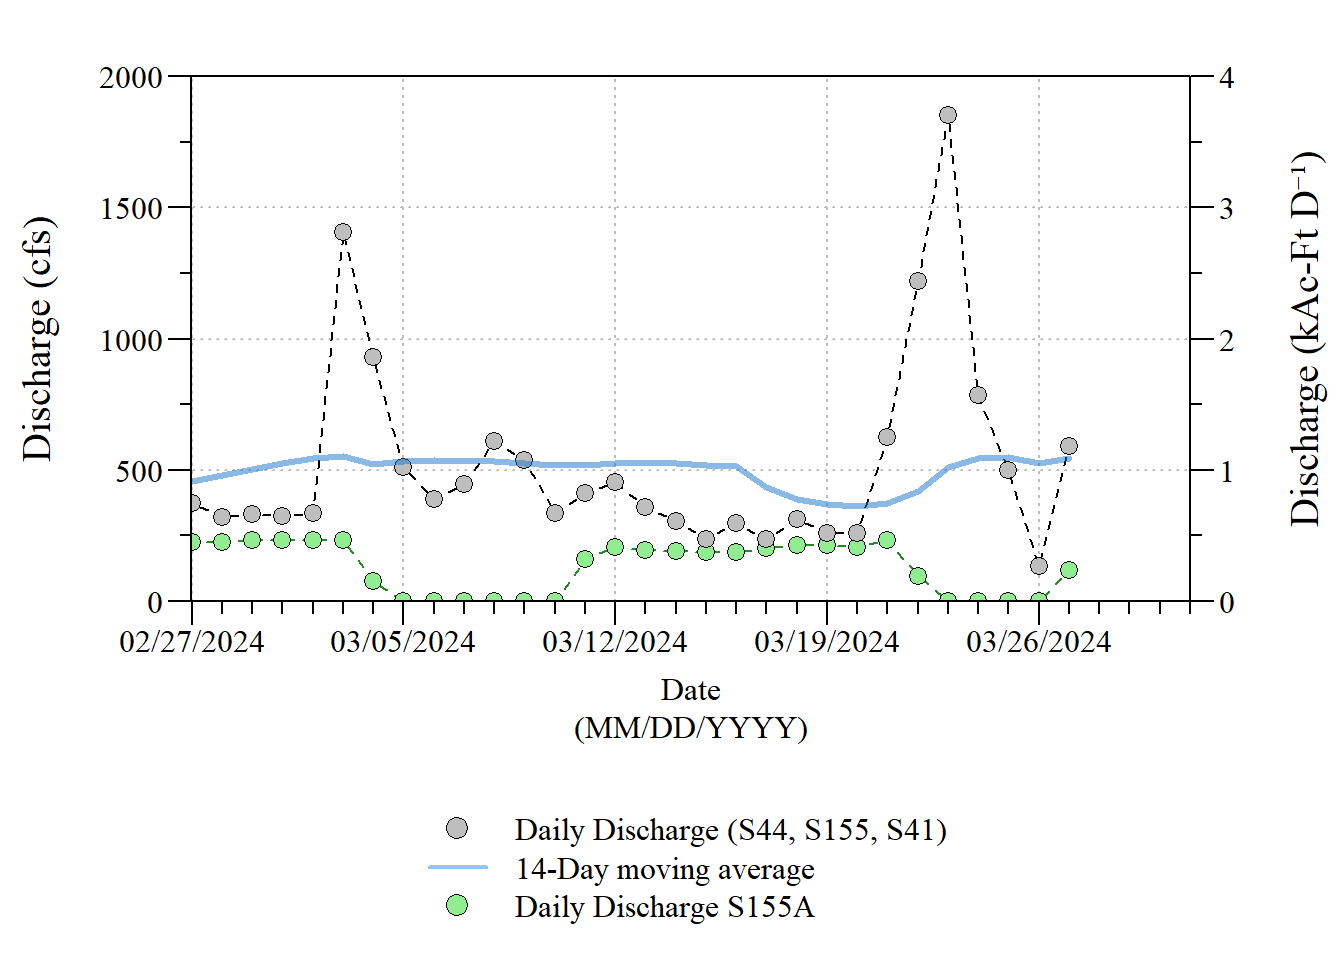 2000
1500
1000
500
0
Discharge (cfs)
4
3
2
1
0
Discharge (kAc-Ft D⁻¹)
02/27/2024 03/05/2024 03/12/2024 03/19/2024 03/26/2024
Date
(MM/DD/YYYY)
Daily Discharge (S44, S155, S41)
14-Day moving average
Daily Discharge S155A